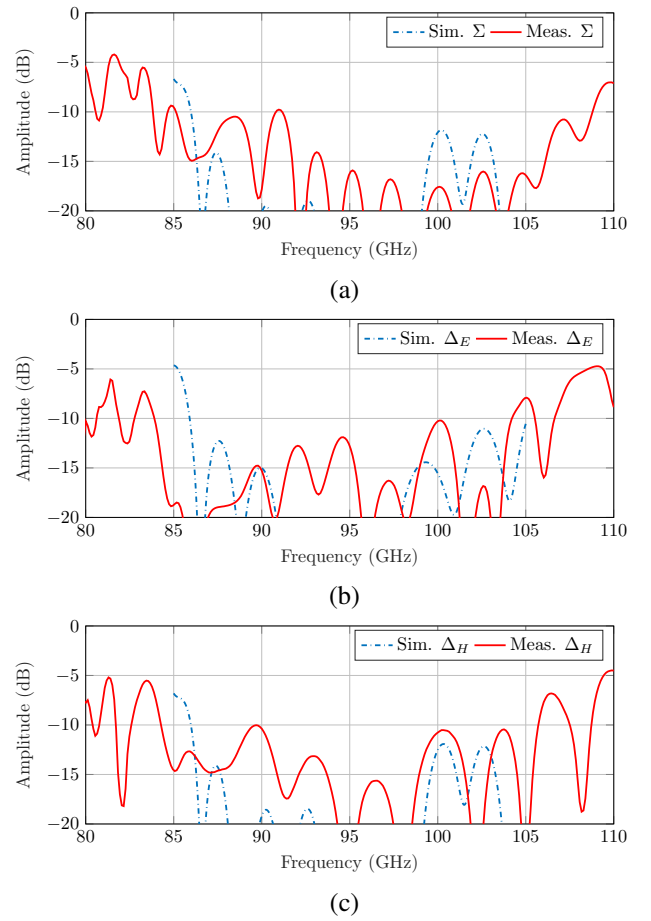 0
Sim. Σ Meas. Σ
−5
−10
−15
−20
Amplitude (dB)
80 85 90 95 100 105 110
Frequency (GHz)
(a)
0
Sim. Δ_E Meas. Δ_E
−5
−10
−15
−20
Amplitude (dB)
80 85 90 95 100 105 110
Frequency (GHz)
(b)
0
Sim. Δ_H Meas. Δ_H
−5
−10
−15
−20
Amplitude (dB)
80 85 90 95 100 105 110
Frequency (GHz)
(c)